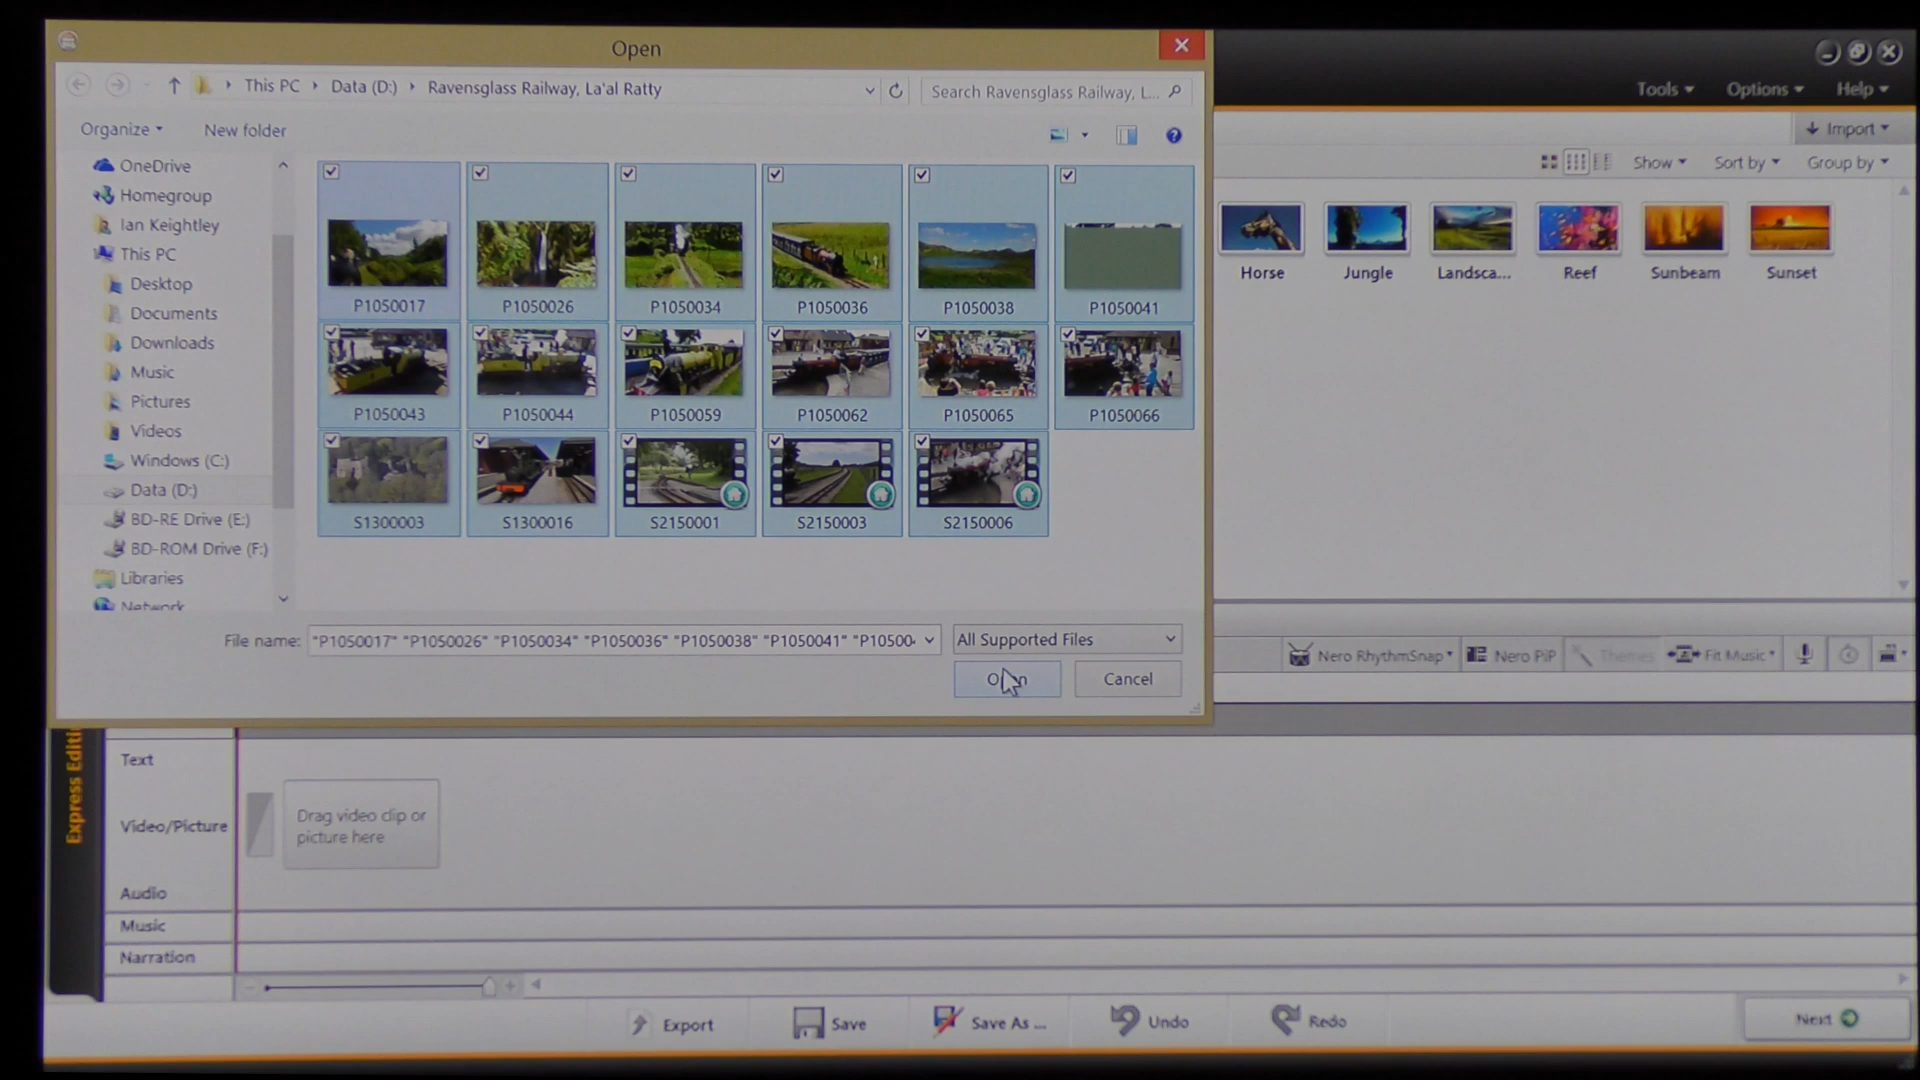 Open
This PC
Data (D:)
Ravensglass Railway, La'al Ratty
Search Ravensglass Railway, L...
Tools
Options
Help
Organize
New folder
Import
Show
Sort by
Group by
OneDrive
Homegroup
Ian Keightley
This PC
Desktop
Documents
Downloads
Music
Pictures
Videos
Windows (C:)
Data (D:)
BD-RE Drive (E:)
BD-ROM Drive (F:)
Libraries
Network
P1050017
P1050026
P1050034
P1050036
P1050038
P1050041
P1050043
P1050044
P1050059
P1050062
P1050065
P1050066
S1300003
S1300016
S2150001
S2150003
S2150006
Horse
Jungle
Landsca...
Reef
Sunbeam
Sunset
File name:
"P1050017" "P1050026" "P1050034" "P1050036" "P1050038" "P1050041" "P10500
All Supported Files
Open
Cancel
Nero RhythmSnap
Nero PiP
Themes
Fit Music
Express Editi
Text
Video/Picture
Drag video clip or
picture here
Audio
Music
Narration
Export
Save
Save As ...
Undo
Redo
Next